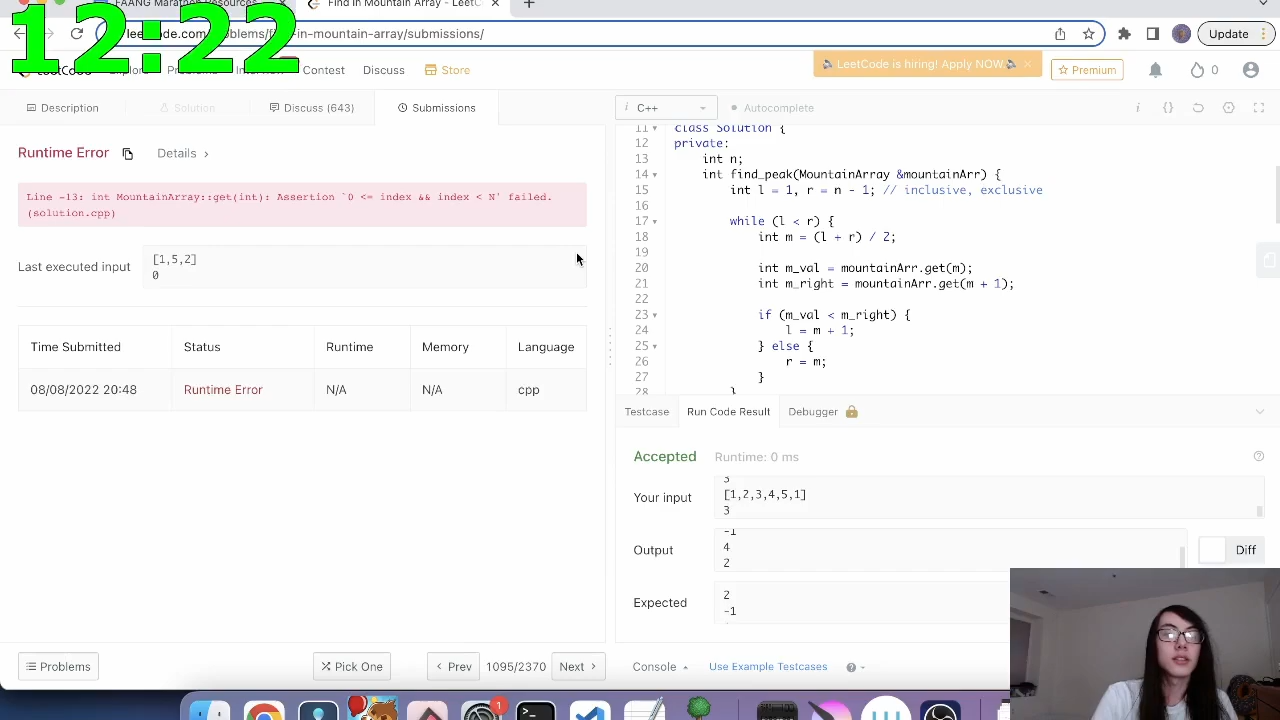 FAANG Marathon Resources
Find in Mountain Array - LeetC
12:22
leetcode.com/problems/find-in-mountain-array/submissions/
Update
LeetCode is hiring! Apply NOW.
Contest
Discuss
Store
Premium
0
Description
Solution
Discuss (643)
Submissions
i C++
Autocomplete
Runtime Error
Details
Line -13: int MountainArray::get(int): Assertion `0 <= index && index < N' failed.
(solution.cpp)
Last executed input
[1,5,2]
0
Time Submitted Status Runtime Memory Language
08/08/2022 20:48 Runtime Error N/A N/A cpp
11 class Solution {
12 private:
13 int n;
14 int find_peak(MountainArray &mountainArr) {
15 int l = 1, r = n - 1; // inclusive, exclusive
16
17 while (l < r) {
18 int m = (l + r) / 2;
19
20 int m_val = mountainArr.get(m);
21 int m_right = mountainArr.get(m + 1);
22
23 if (m_val < m_right) {
24 l = m + 1;
25 } else {
26 r = m;
27 }
28 }
Testcase
Run Code Result
Debugger
Accepted
Runtime: 0 ms
Your input
3
[1,2,3,4,5,1]
3
Output
-1
4
2
Diff
Expected
2
-1
Problems
Pick One
Prev
1095/2370
Next
Console
Use Example Testcases
1